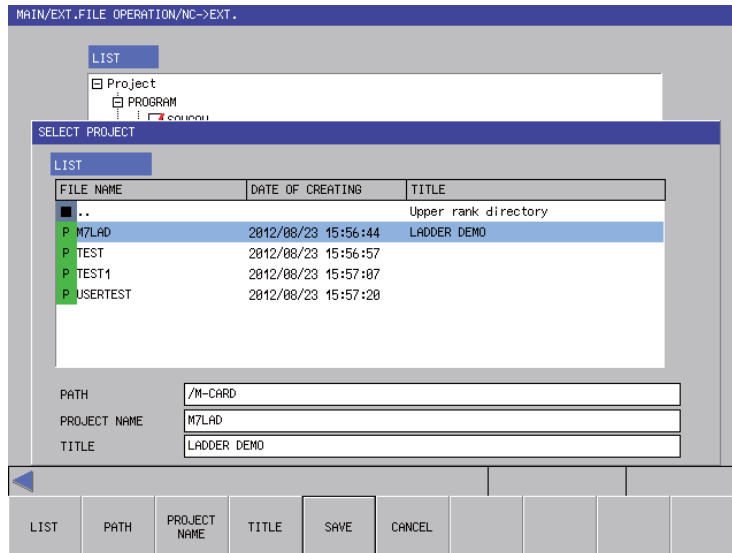 MAIN/EXT.FILE OPERATION/NC->EXT.
LIST
Project
PROGRAM
SELECT PROJECT
LIST
FILE NAME DATE OF CREATING TITLE
.. Upper rank directory
P M7LAD 2012/08/23 15:56:44 LADDER DEMO
P TEST 2012/08/23 15:56:57
P TEST1 2012/08/23 15:57:07
P USERTEST 2012/08/23 15:57:20
PATH /M-CARD
PROJECT NAME M7LAD
TITLE LADDER DEMO
LIST PATH PROJECT NAME TITLE SAVE CANCEL